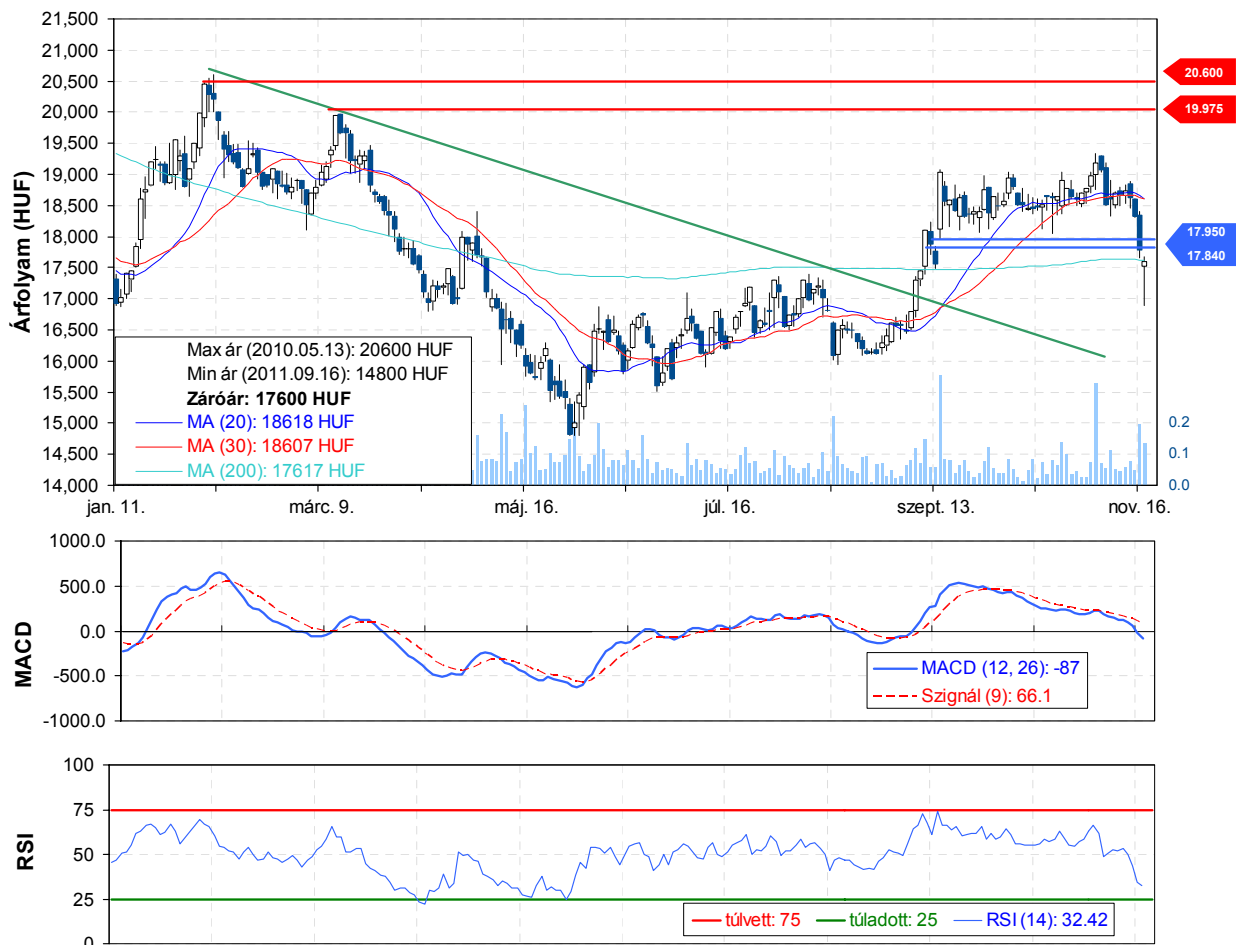 21,500
21,000
20,500
20,000
19,500
19,000
18,500
18,000
17,500
17,000
16,500
16,000
15,500
15,000
14,500
14,000
Árfolyam (HUF)
20.600
19.975
17.950
17.840
Max ár (2010.05.13): 20600 HUF
Min ár (2011.09.16): 14800 HUF
Záróár: 17600 HUF
MA (20): 18618 HUF
MA (30): 18607 HUF
MA (200): 17617 HUF
0.2
0.1
0.0
jan. 11. márc. 9. máj. 16. júl. 16. szept. 13. nov. 16.
1000.0
500.0
0.0
-500.0
-1000.0
MACD
MACD (12, 26): -87
Szignál (9): 66.1
100
75
50
25
0
RSI
túlvett: 75 túladott: 25 RSI (14): 32.42